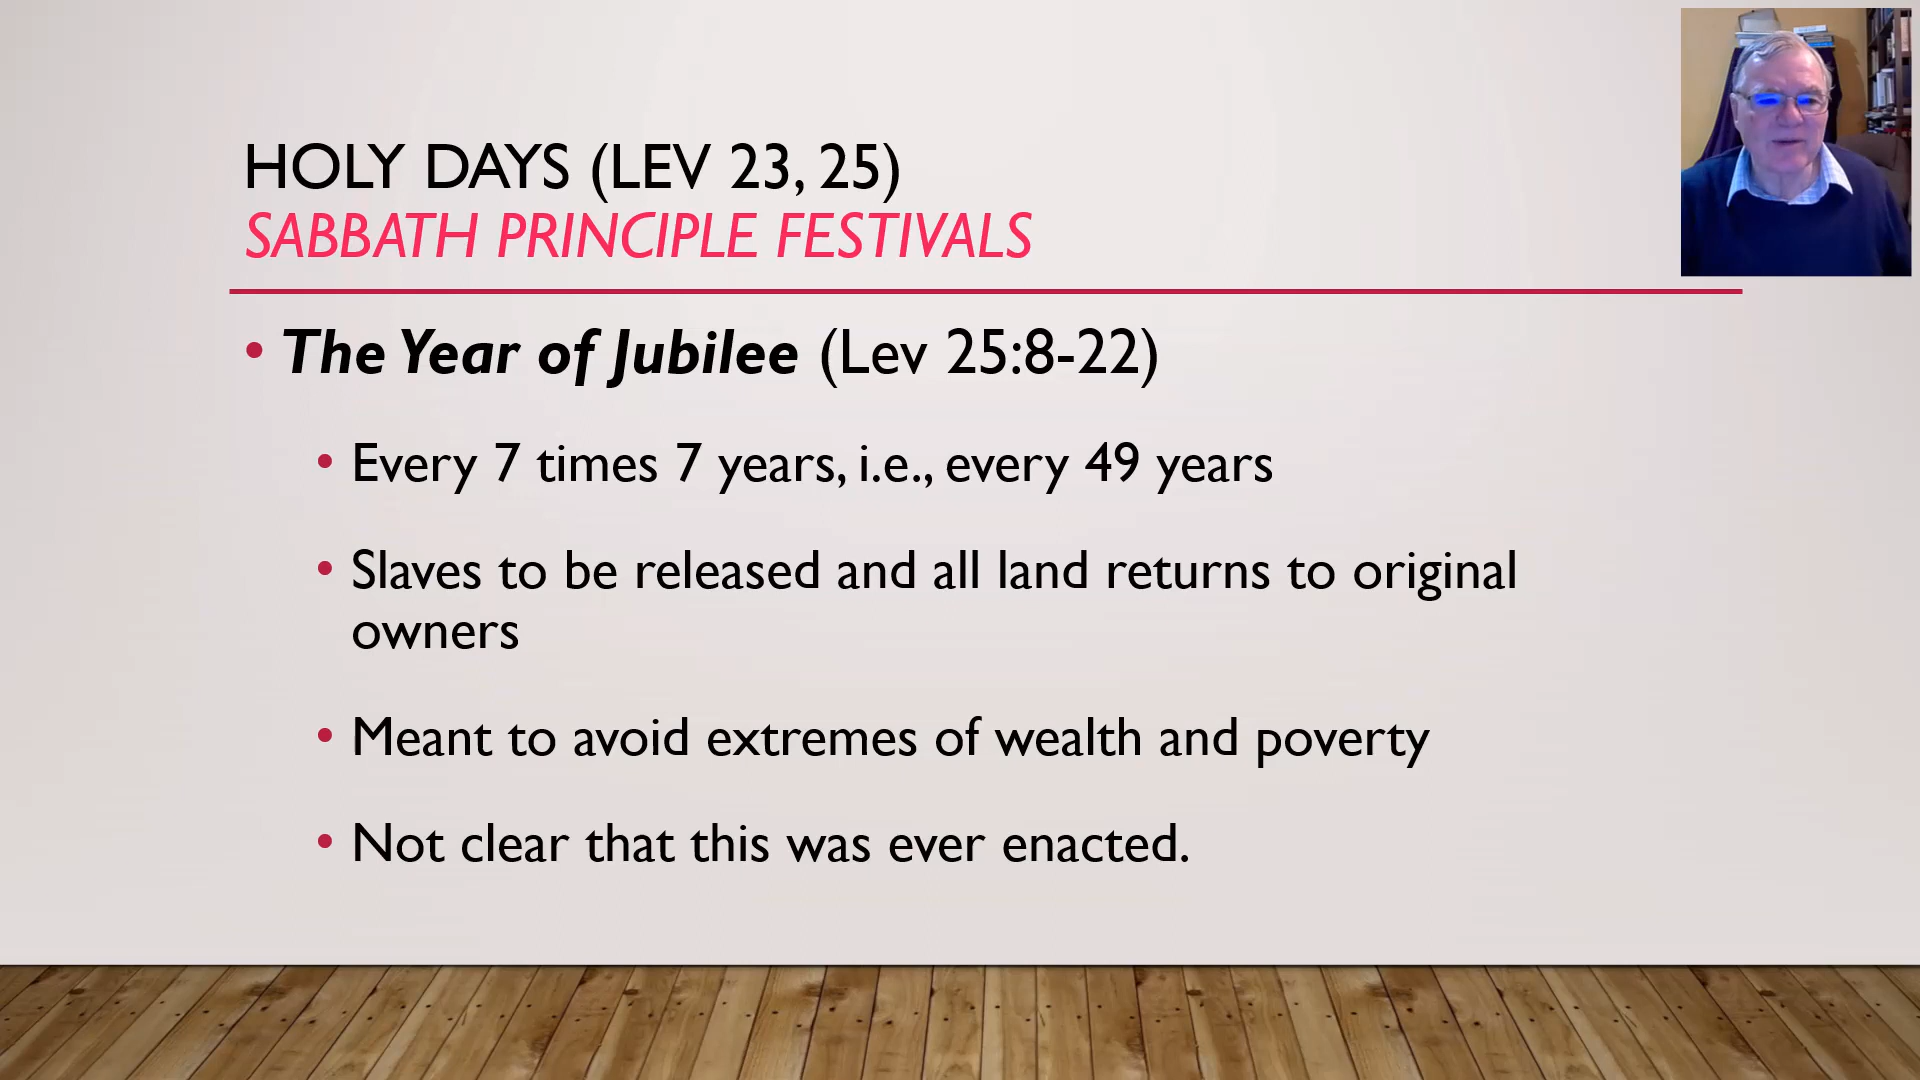 HOLY DAYS (LEV 23, 25)
SABBATH PRINCIPLE FESTIVALS
• The Year of Jubilee (Lev 25:8-22)
• Every 7 times 7 years, i.e., every 49 years
• Slaves to be released and all land returns to original
owners
• Meant to avoid extremes of wealth and poverty
• Not clear that this was ever enacted.